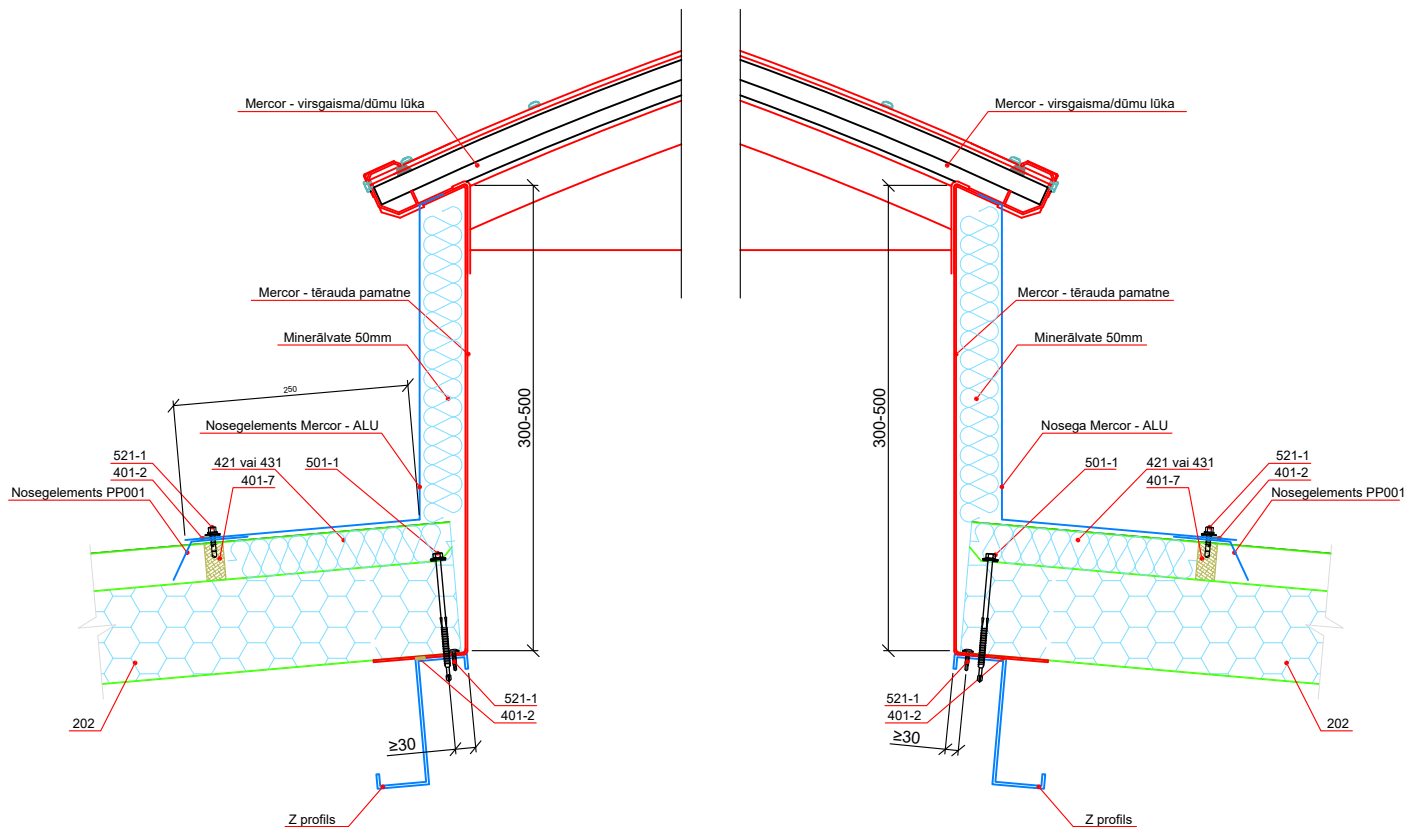 Mercor - virsgaisma/dūmu lūka
Mercor - virsgaisma/dūmu lūka
Mercor - tērauda pamatne
Mercor - tērauda pamatne
Minerālvate 50mm
Minerālvate 50mm
250
300-500
300-500
Nosegelements Mercor - ALU
Nosega Mercor - ALU
521-1
421 vai 431
501-1
501-1
421 vai 431
521-1
401-2
401-7
401-7
401-2
Nosegelements PP001
Nosegelements PP001
521-1
401-2
521-1
401-2
202
202
≥30
≥30
Z profils
Z profils